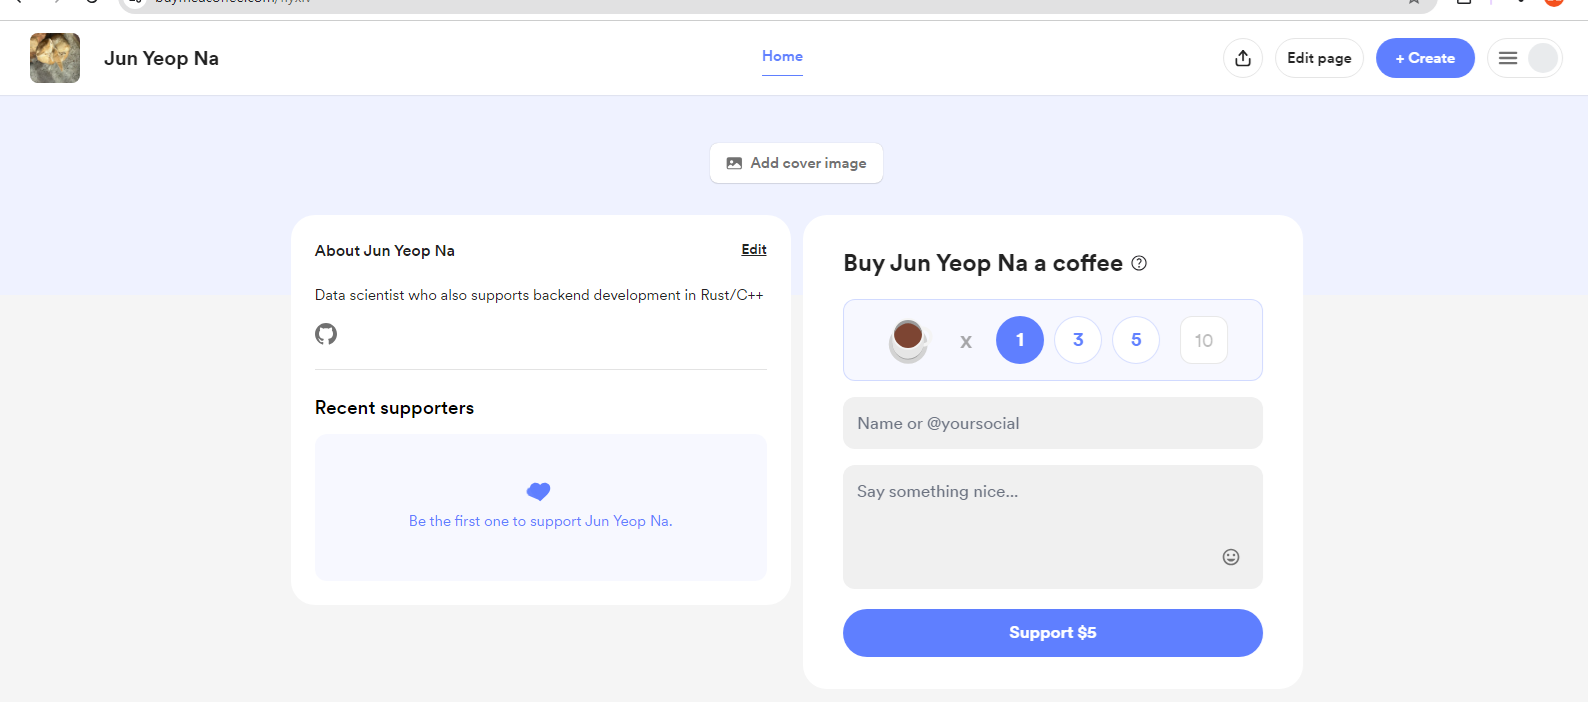 Jun Yeop Na
Home
Edit page
+ Create
Add cover image
About Jun Yeop Na
Edit
Data scientist who also supports backend development in Rust/C++
Recent supporters
Be the first one to support Jun Yeop Na.
Buy Jun Yeop Na a coffee
x 1 3 5 10
Name or @yoursocial
Say something nice...
Support $5